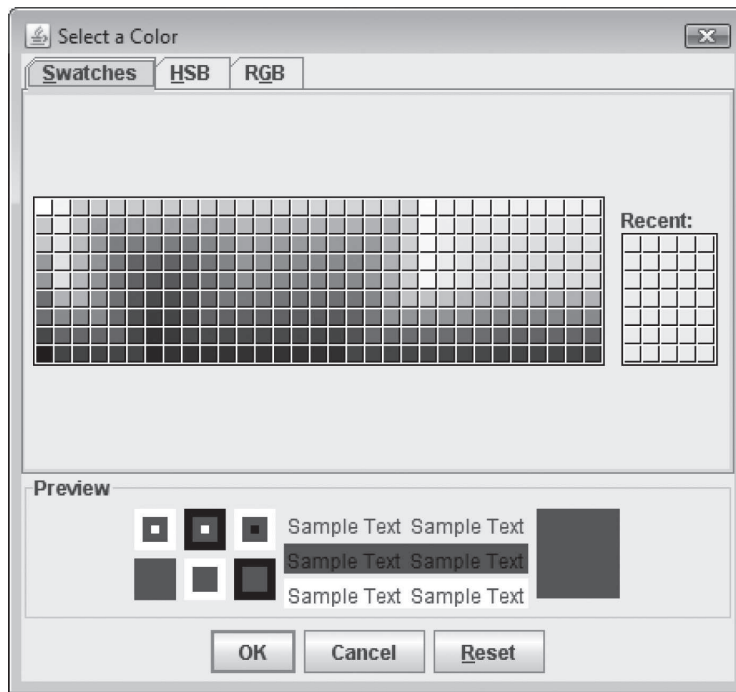 Select a Color
Swatches HSB RGB
Recent:
Preview
Sample Text Sample Text
Sample Text Sample Text
Sample Text Sample Text
OK Cancel Reset